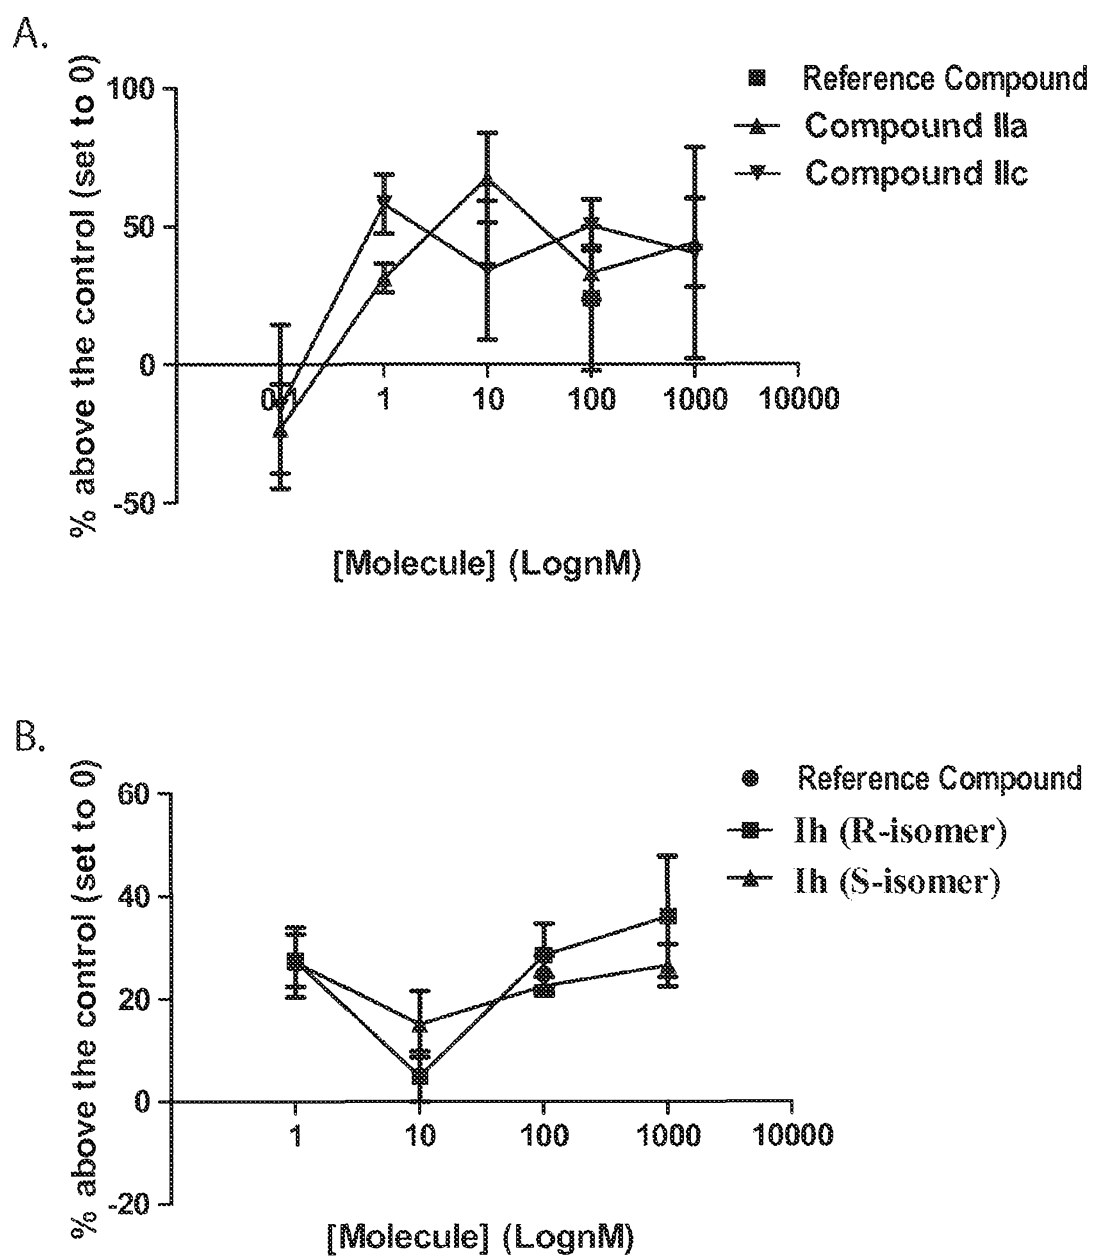 A.
% above the control (set to 0)
100
50
0
-50
0.1
1
10
100
1000
10000
[Molecule] (LognM)
Reference Compound
Compound IIa
Compound IIc
B.
% above the control (set to 0)
60
40
20
0
-20
1
10
100
1000
10000
[Molecule] (LognM)
Reference Compound
Ih (R-isomer)
Ih (S-isomer)